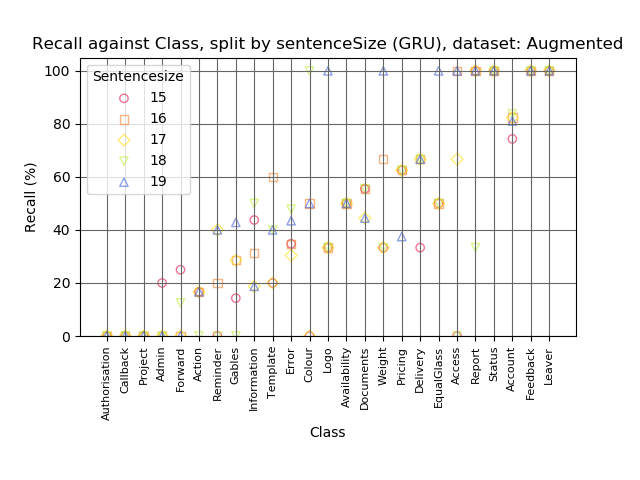 Recall against Class, split by sentenceSize (GRU), dataset: Augmented
Sentencesize
15
16
17
18
19
Recall (%)
100
80
60
40
20
0
Authorisation
Callback
Project
Admin
Forward
Action
Reminder
Gables
Information
Template
Error
Colour
Logo
Availability
Documents
Weight
Pricing
Delivery
EqualGlass
Access
Report
Status
Account
Feedback
Leaver
Class